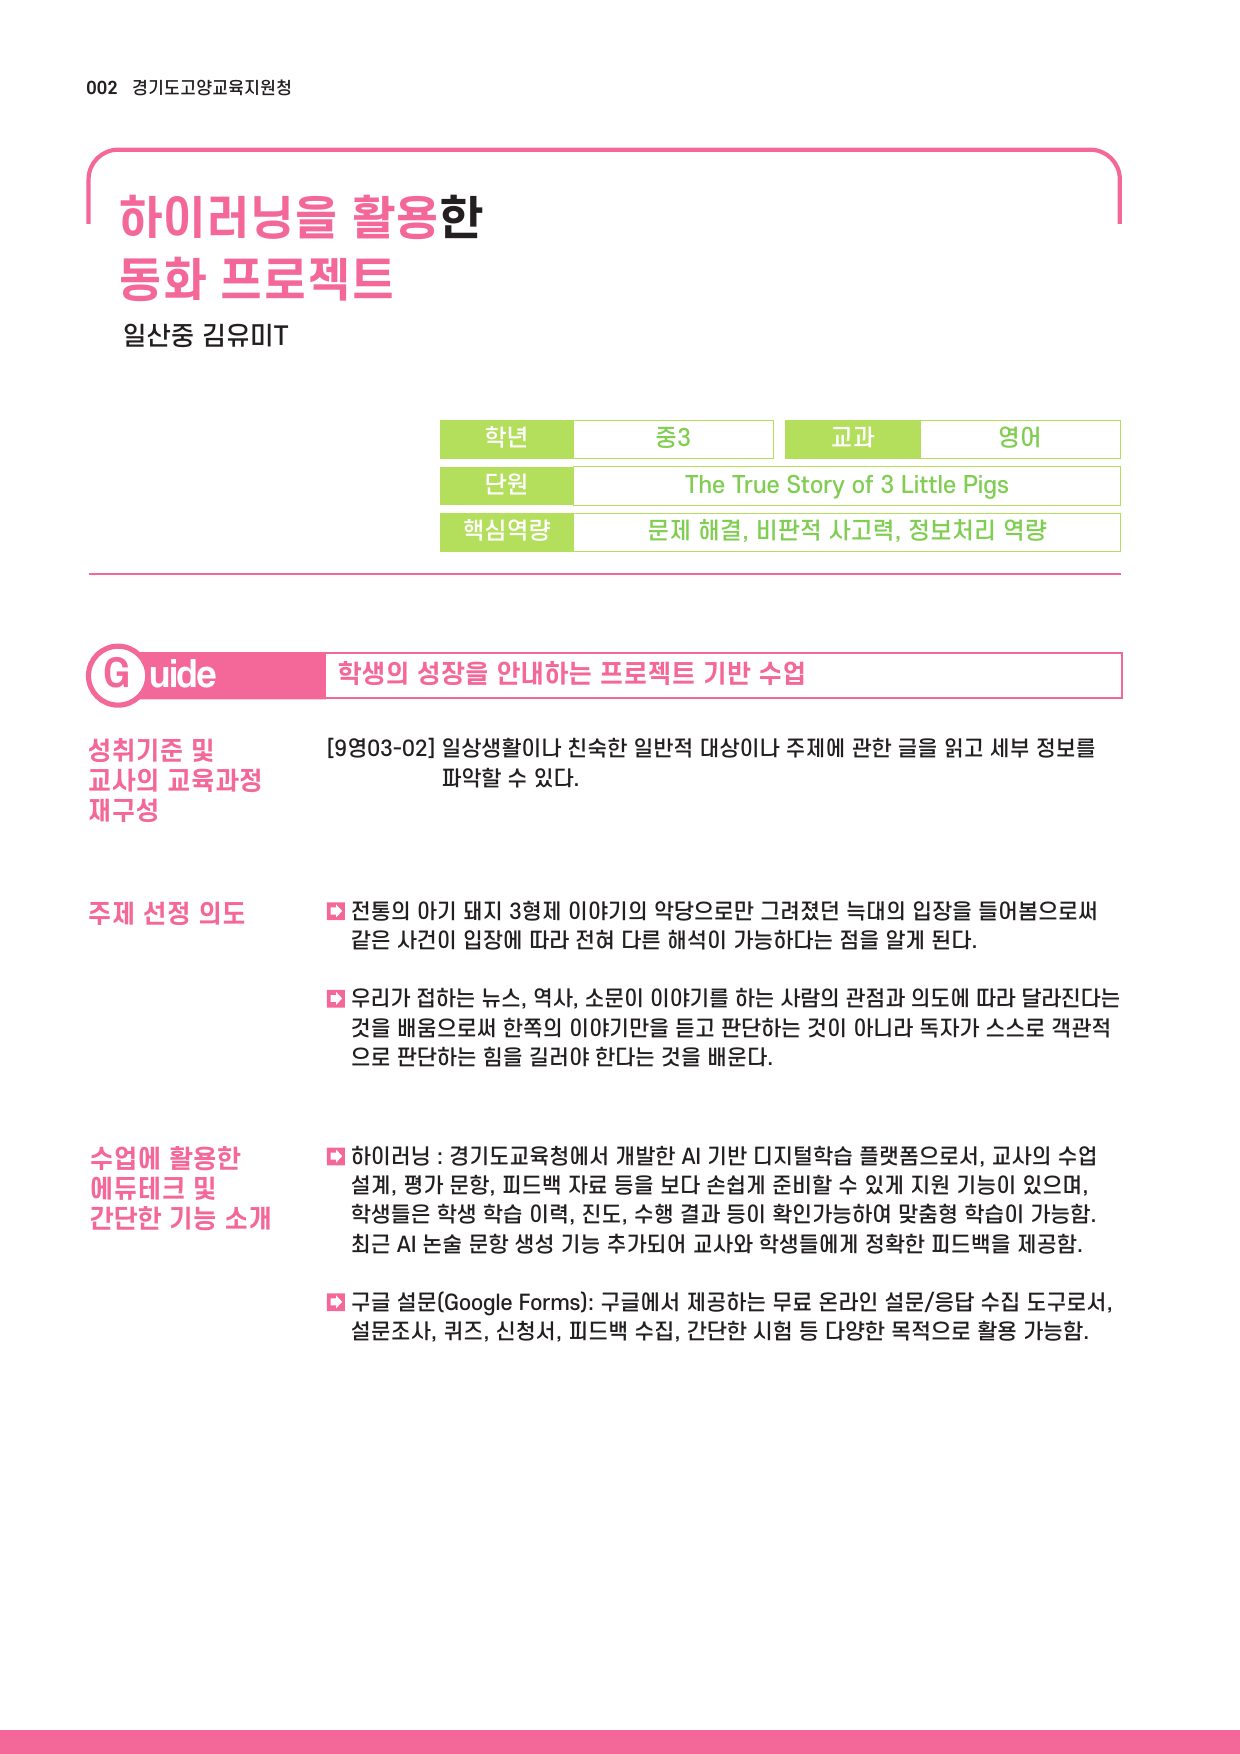 002 경기도고양교육지원청
하이러닝을 활용한
동화 프로젝트
일산중 김유미T
학년 중3 교과 영어
단원 The True Story of 3 Little Pigs
핵심역량 문제 해결, 비판적 사고력, 정보처리 역량
Guide 학생의 성장을 안내하는 프로젝트 기반 수업
성취기준 및
교사의 교육과정
재구성
[9영03-02] 일상생활이나 친숙한 일반적 대상이나 주제에 관한 글을 읽고 세부 정보를
파악할 수 있다.
주제 선정 의도
전통의 아기 돼지 3형제 이야기의 악당으로만 그려졌던 늑대의 입장을 들어봄으로써
같은 사건이 입장에 따라 전혀 다른 해석이 가능하다는 점을 알게 된다.
우리가 접하는 뉴스, 역사, 소문이 이야기를 하는 사람의 관점과 의도에 따라 달라진다는
것을 배움으로써 한쪽의 이야기만을 듣고 판단하는 것이 아니라 독자가 스스로 객관적
으로 판단하는 힘을 길러야 한다는 것을 배운다.
수업에 활용한
에듀테크 및
간단한 기능 소개
하이러닝 : 경기도교육청에서 개발한 AI 기반 디지털학습 플랫폼으로서, 교사의 수업
설계, 평가 문항, 피드백 자료 등을 보다 손쉽게 준비할 수 있게 지원 기능이 있으며,
학생들은 학생 학습 이력, 진도, 수행 결과 등이 확인가능하여 맞춤형 학습이 가능함.
최근 AI 논술 문항 생성 기능 추가되어 교사와 학생들에게 정확한 피드백을 제공함.
구글 설문(Google Forms): 구글에서 제공하는 무료 온라인 설문/응답 수집 도구로서,
설문조사, 퀴즈, 신청서, 피드백 수집, 간단한 시험 등 다양한 목적으로 활용 가능함.